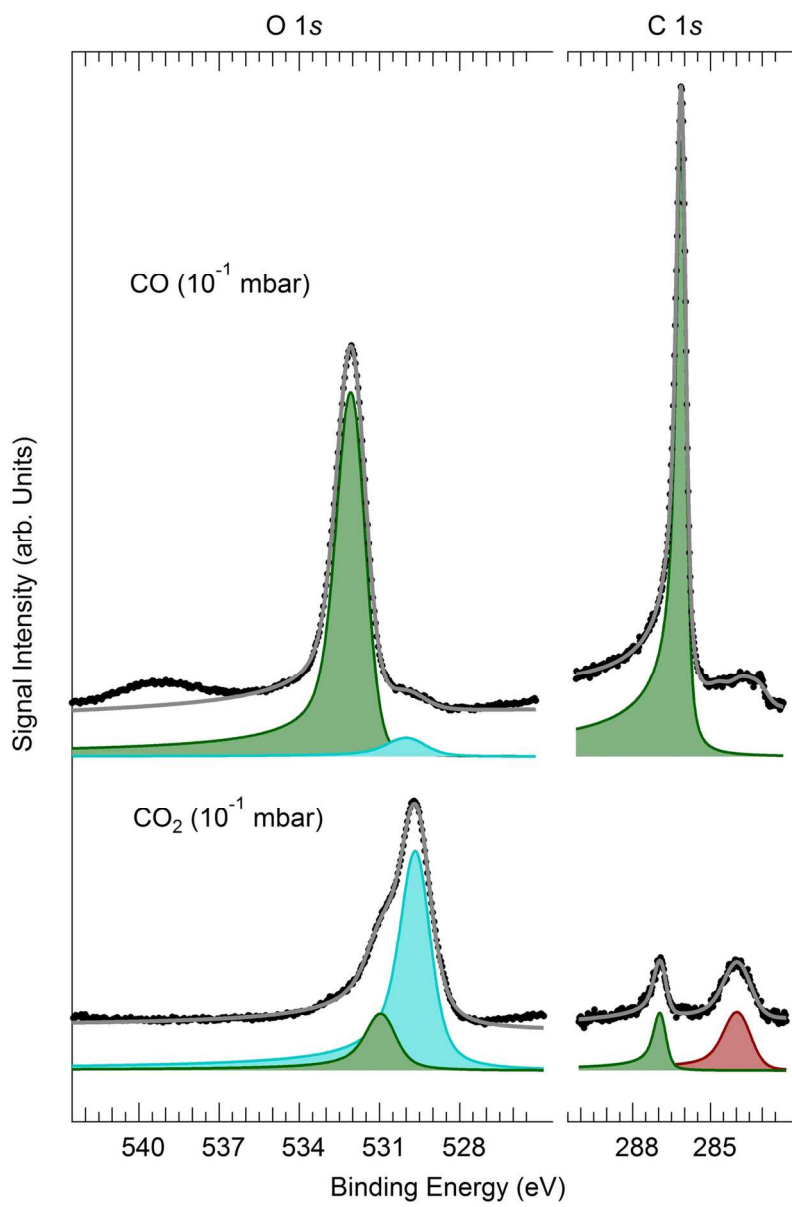 O 1s
C 1s
CO (10⁻¹ mbar)
Signal Intensity (arb. Units)
CO₂ (10⁻¹ mbar)
540
537
534
531
528
288
285
Binding Energy (eV)